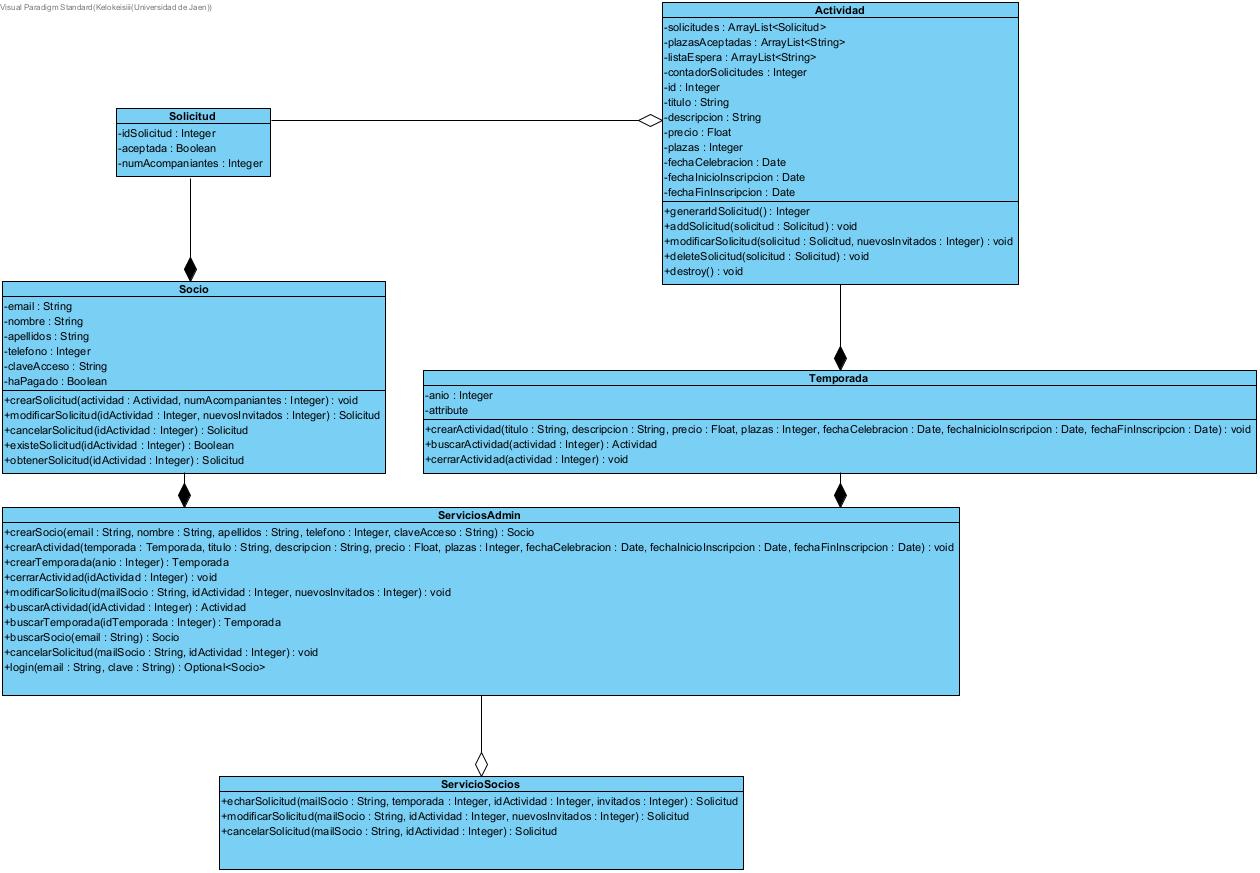 Visual Paradigm Standard(Kelokeisiii(Universidad de Jaen))
Actividad
-solicitudes : ArrayList<Solicitud>
-plazasAceptadas : ArrayList<String>
-listaEspera : ArrayList<String>
-contadorSolicitudes : Integer
-id : Integer
-titulo : String
-descripcion : String
-precio : Float
-plazas : Integer
-fechaCelebracion : Date
-fechaInicioInscripcion : Date
-fechaFinInscripcion : Date
+generarIdSolicitud() : Integer
+addSolicitud(solicitud : Solicitud) : void
+modificarSolicitud(solicitud : Solicitud, nuevosInvitados : Integer) : void
+deleteSolicitud(solicitud : Solicitud) : void
+destroy() : void
Solicitud
-idSolicitud : Integer
-aceptada : Boolean
-numAcompaniantes : Integer
Socio
-email : String
-nombre : String
-apellidos : String
-telefono : Integer
-claveAcceso : String
-haPagado : Boolean
+crearSolicitud(actividad : Actividad, numAcompaniantes : Integer) : void
+modificarSolicitud(idActividad : Integer, nuevosInvitados : Integer) : Solicitud
+cancelarSolicitud(idActividad : Integer) : Solicitud
+existeSolicitud(idActividad : Integer) : Boolean
+obtenerSolicitud(idActividad : Integer) : Solicitud
Temporada
-anio : Integer
-attribute
+crearActividad(titulo : String, descripcion : String, precio : Float, plazas : Integer, fechaCelebracion : Date, fechaInicioInscripcion : Date, fechaFinInscripcion : Date) : void
+buscarActividad(actividad : Integer) : Actividad
+cerrarActividad(actividad : Integer) : void
ServiciosAdmin
+crearSocio(email : String, nombre : String, apellidos : String, telefono : Integer, claveAcceso : String) : Socio
+crearActividad(temporada : Temporada, titulo : String, descripcion : String, precio : Float, plazas : Integer, fechaCelebracion : Date, fechaInicioInscripcion : Date, fechaFinInscripcion : Date) : void
+crearTemporada(anio : Integer) : Temporada
+cerrarActividad(idActividad : Integer) : void
+modificarSolicitud(mailSocio : String, idActividad : Integer, nuevosInvitados : Integer) : void
+buscarActividad(idActividad : Integer) : Actividad
+buscarTemporada(idTemporada : Integer) : Temporada
+buscarSocio(email : String) : Socio
+cancelarSolicitud(mailSocio : String, idActividad : Integer) : void
+login(email : String, clave : String) : Optional<Socio>
ServicioSocios
+echarSolicitud(mailSocio : String, temporada : Integer, idActividad : Integer, invitados : Integer) : Solicitud
+modificarSolicitud(mailSocio : String, idActividad : Integer, nuevosInvitados : Integer) : Solicitud
+cancelarSolicitud(mailSocio : String, idActividad : Integer) : Solicitud